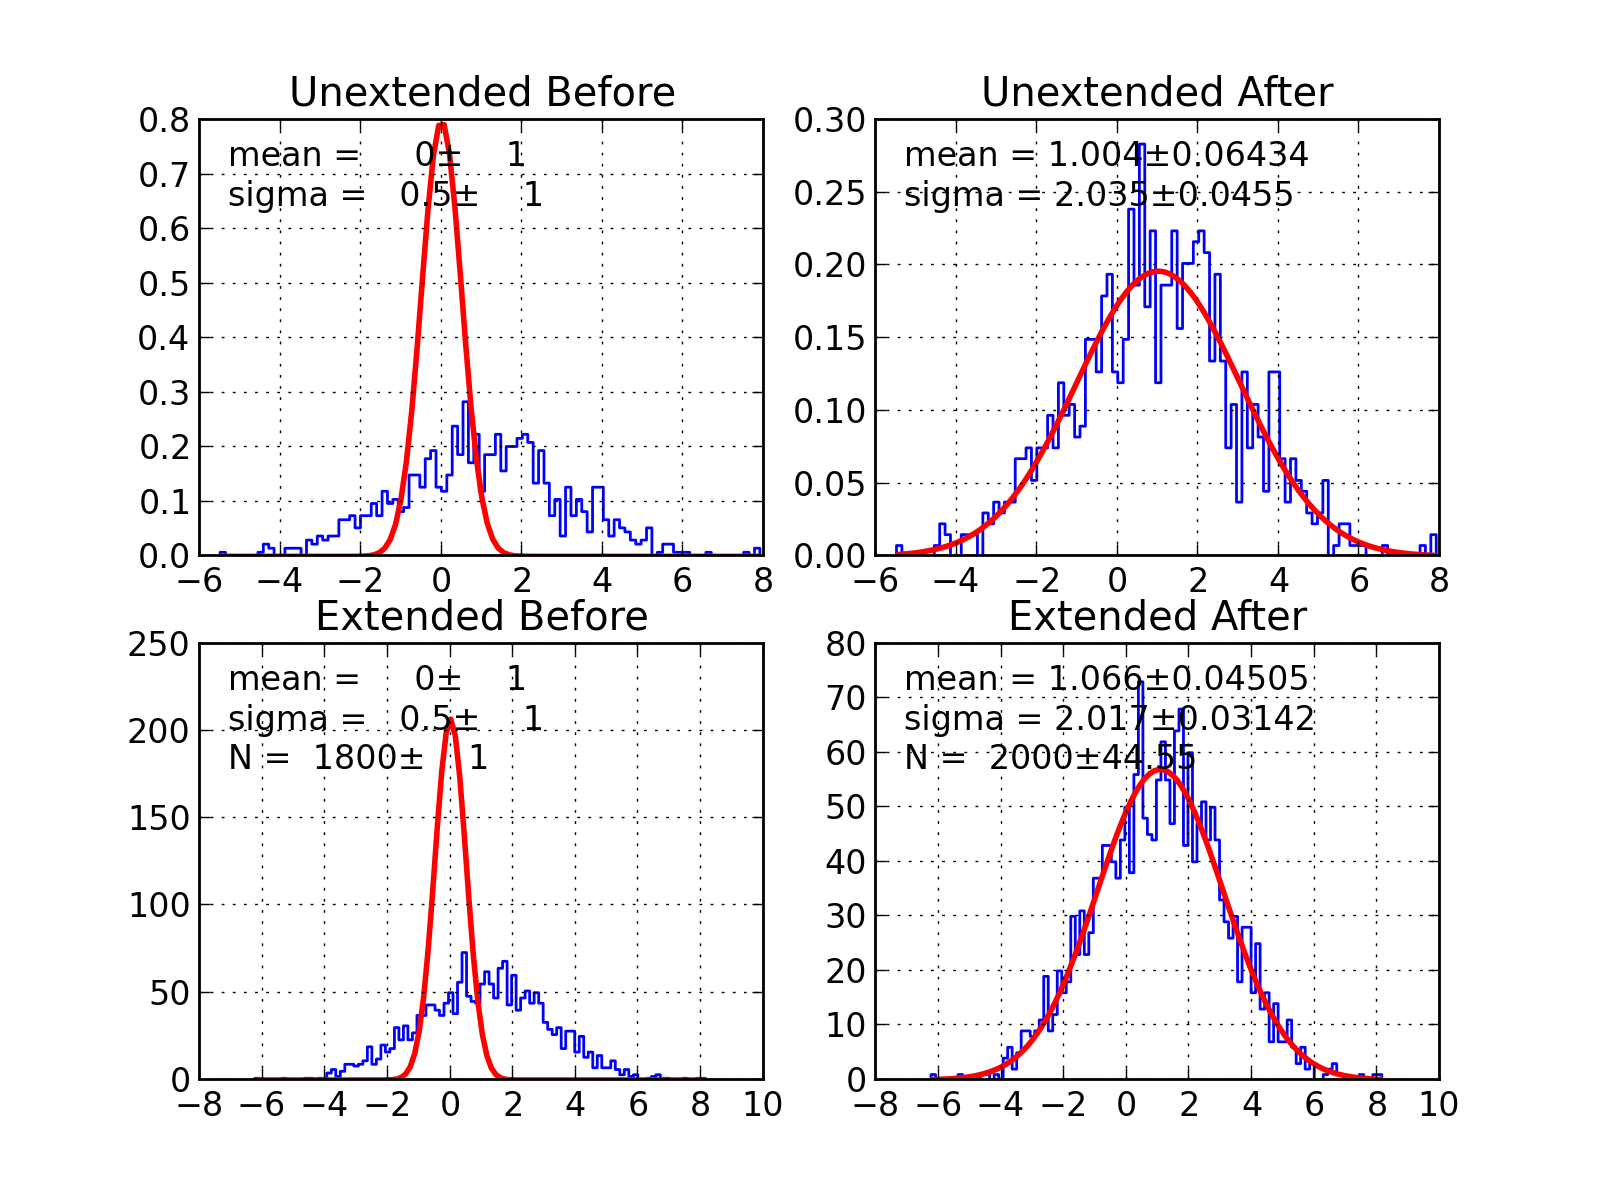 Unextended Before
0.8
0.7
0.6
0.5
0.4
0.3
0.2
0.1
0.0
mean = 0± 1
sigma = 0.5± 1
−6 −4 −2 0 2 4 6 8
Unextended After
0.30
0.25
0.20
0.15
0.10
0.05
0.00
mean = 1.004±0.06434
sigma = 2.035±0.0455
−6 −4 −2 0 2 4 6 8
Extended Before
250
200
150
100
50
0
mean = 0± 1
sigma = 0.5± 1
N = 1800± 1
−8 −6 −4 −2 0 2 4 6 8 10
Extended After
80
70
60
50
40
30
20
10
0
mean = 1.066±0.04505
sigma = 2.017±0.03142
N = 2000±44.55
−8 −6 −4 −2 0 2 4 6 8 10